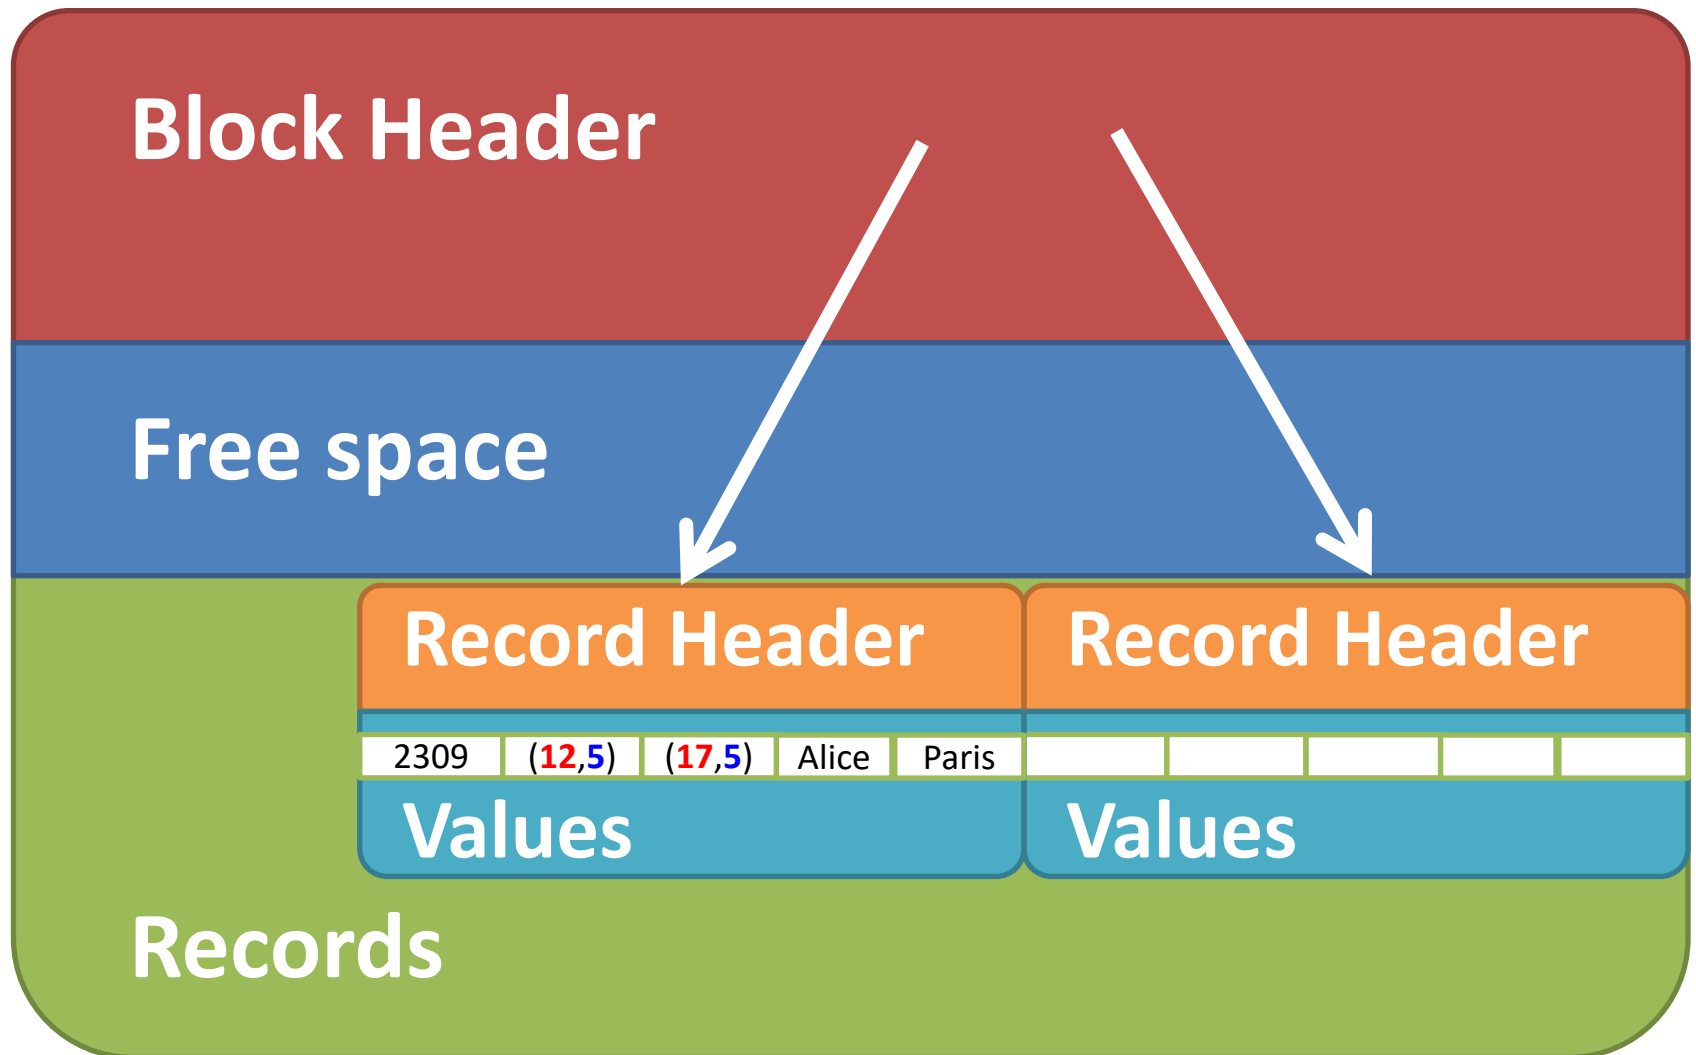 Block Header
Free space
Record Header Record Header
2309 (12,5) (17,5) Alice Paris
Values Values
Records